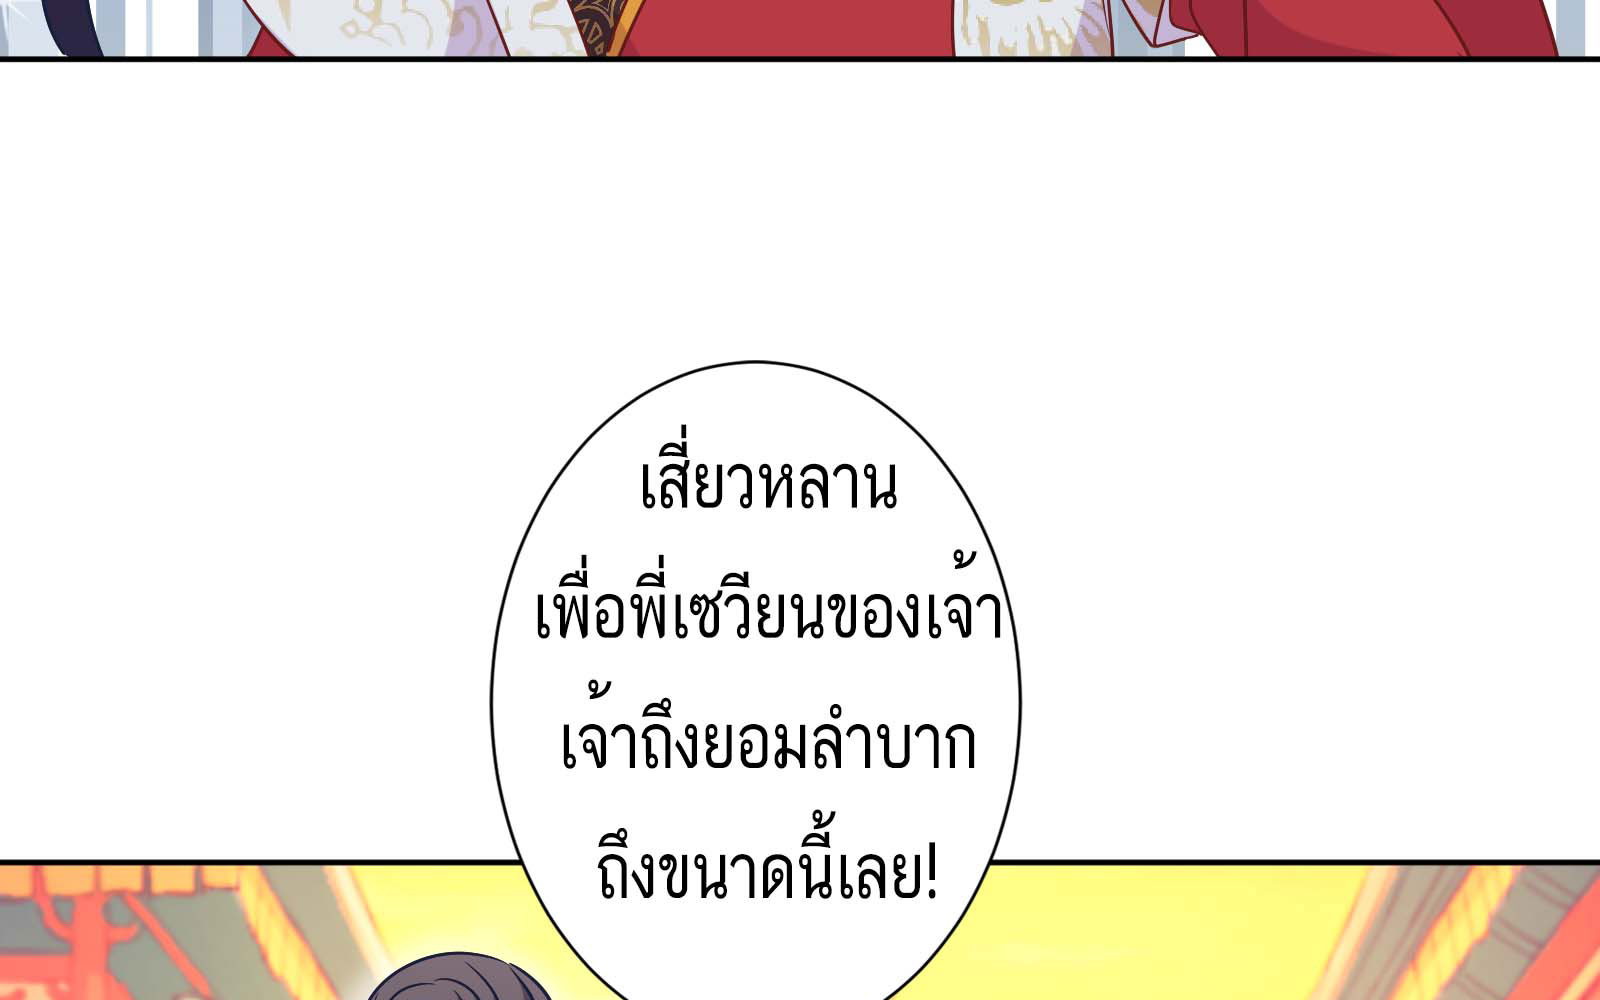 เสี่ยวหลาน
เพื่อพี่เซวียนของเจ้า
เจ้าถึงยอมลำบาก
ถึงขนาดนี้เลย!